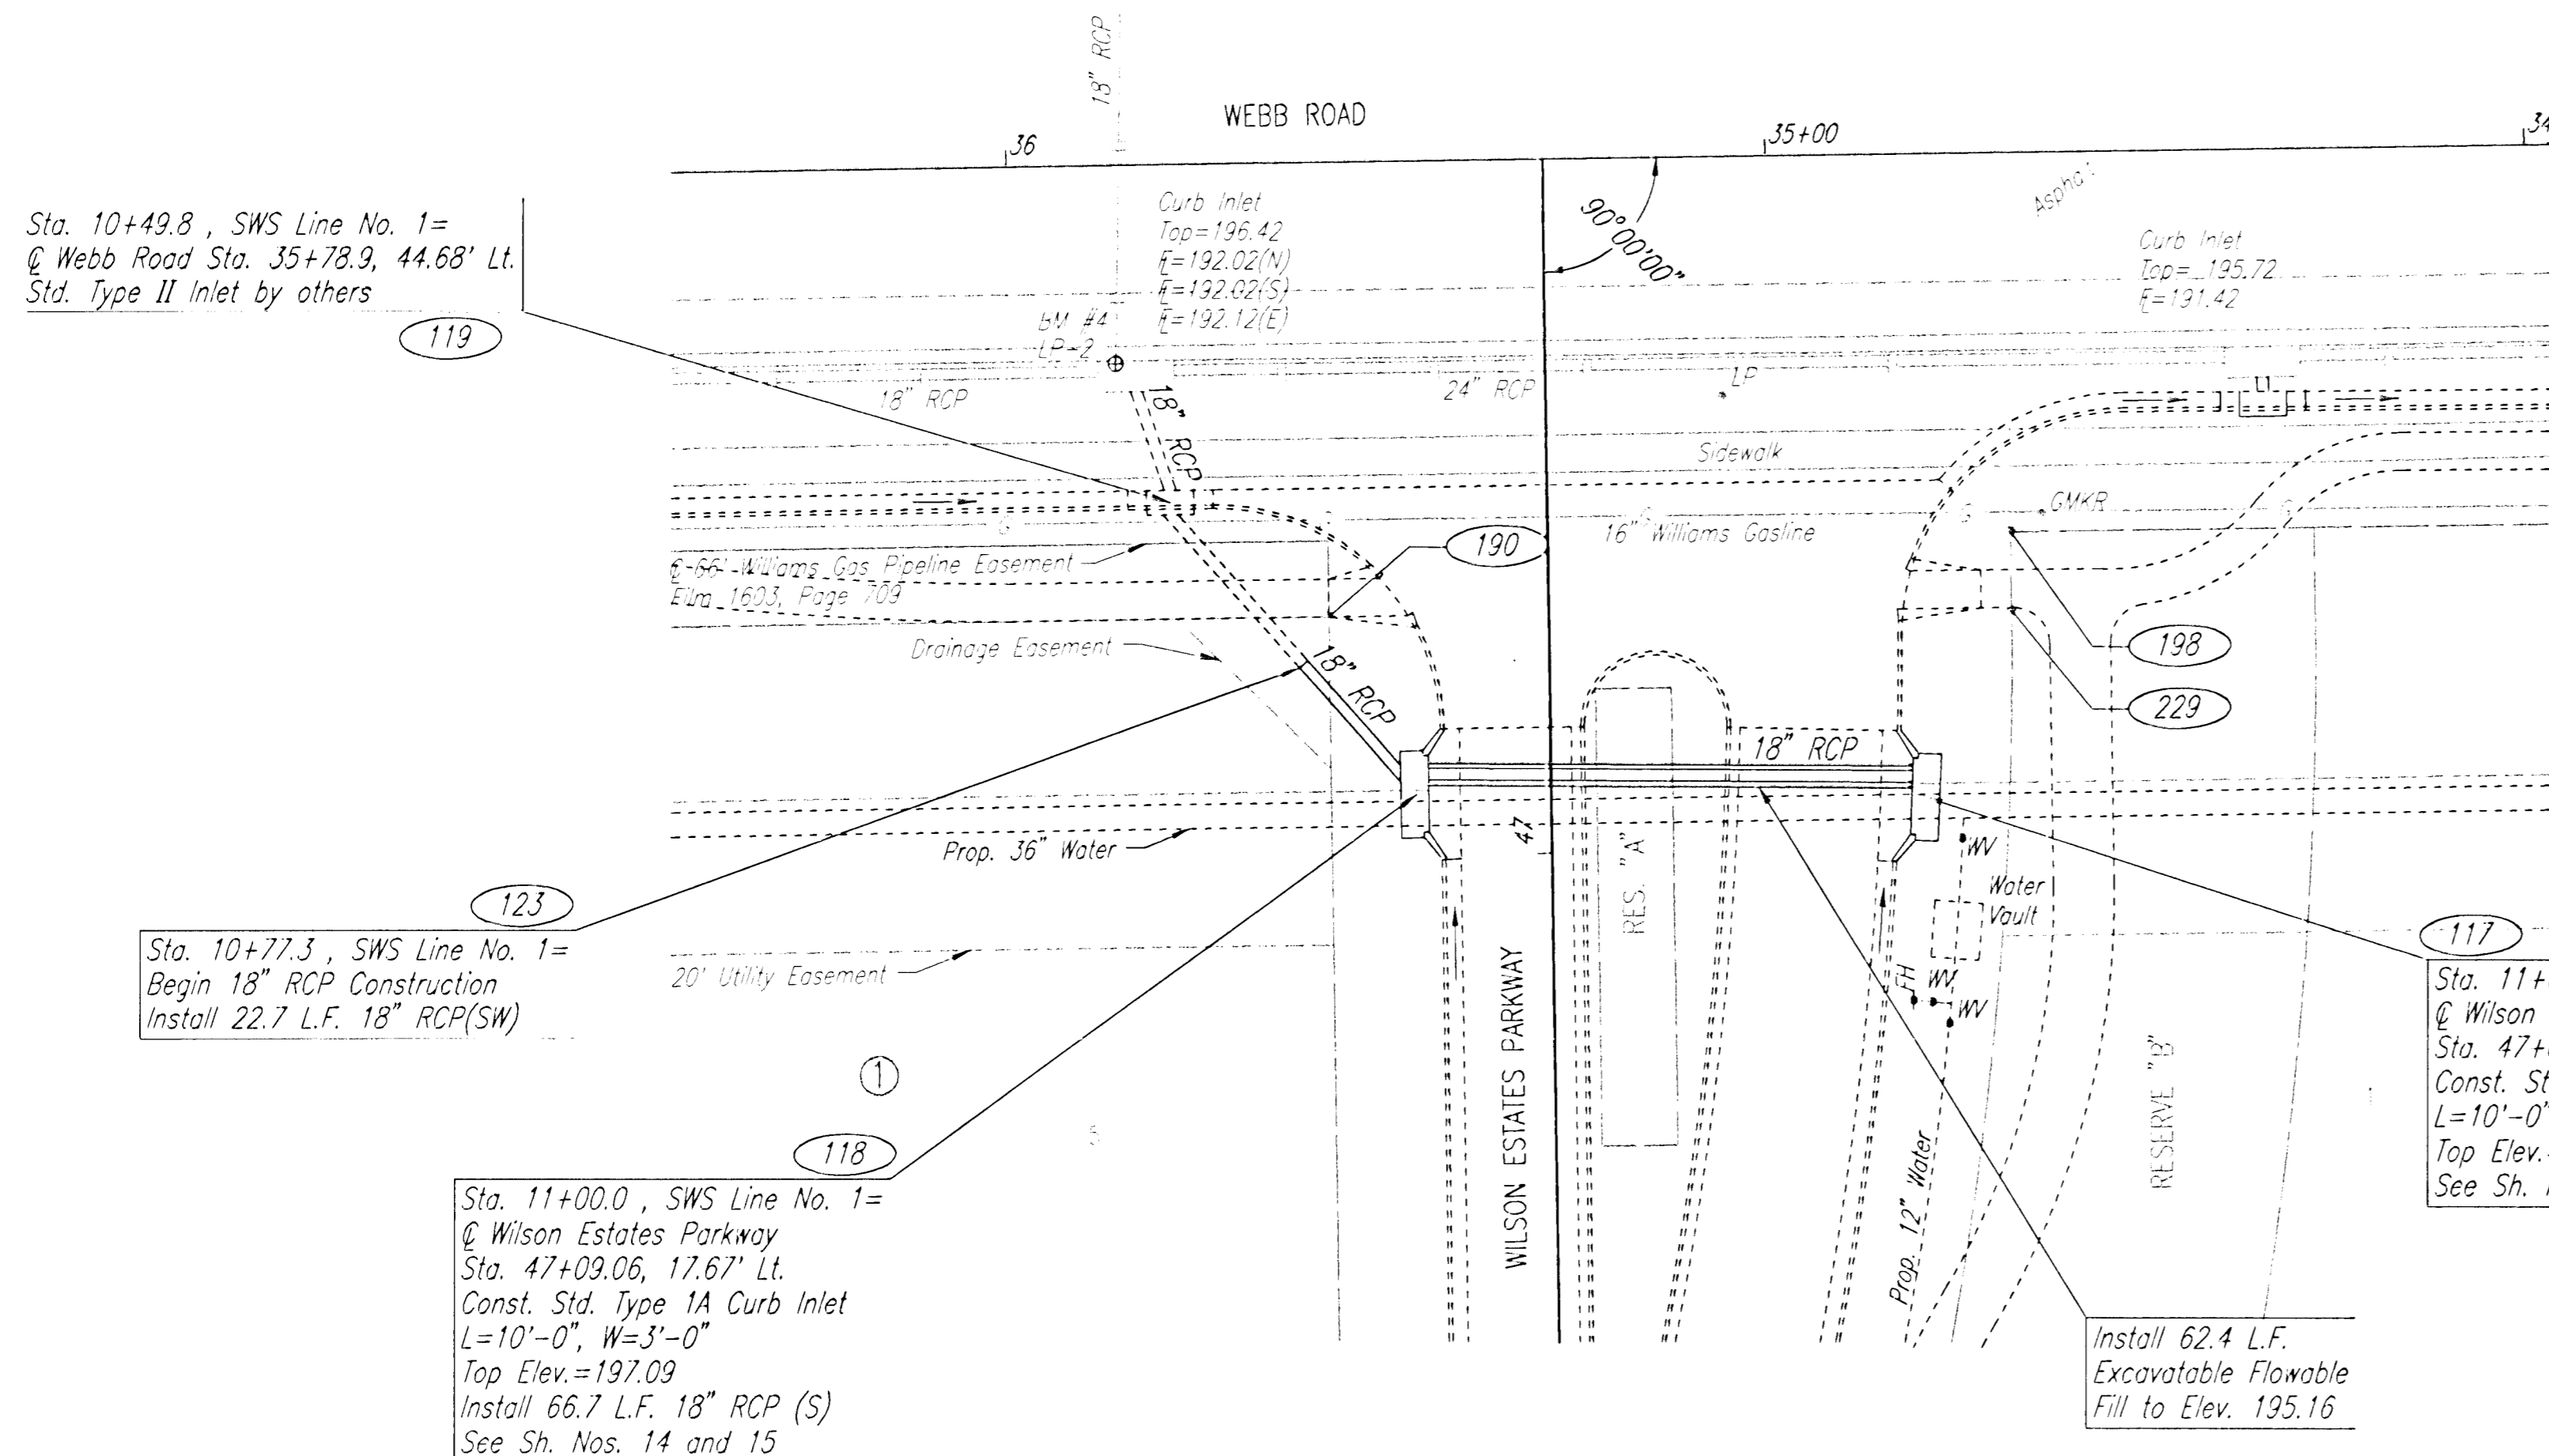 18" RCP
WEBB ROAD
36
35+00
34
Sta. 10+49.8 , SWS Line No. 1=
℄ Webb Road Sta. 35+78.9, 44.68' Lt.
Std. Type II Inlet by others
119
Curb Inlet
Top=196.42
FL=192.02(N)
FL=192.02(S)
FL=192.12(E)
90°00'00"
Curb Inlet
Top= 195.72
FL=191.42
BM #4
LP-2
18" RCP
24" RCP
LP
18" RCP
Sidewalk
GMKR
G
G
G
G
16" Williams Gasline
190
℄-66' Williams Gas Pipeline Easement
Film 1603, Page 709
Drainage Easement
18" RCP
198
229
18" RCP
Prop. 36" Water
47
RES. "A"
WV
Water
Vault
123
Sta. 10+77.3 , SWS Line No. 1=
Begin 18" RCP Construction
Install 22.7 L.F. 18" RCP(SW)
20' Utility Easement
WILSON ESTATES PARKWAY
FH
WV
WV
Prop. 12" Water
RESERVE "B"
117
Sta. 11+
℄ Wilson
Sta. 47+
Const. St
L=10'-0"
Top Elev.
See Sh.
1
5
118
Sta. 11+00.0 , SWS Line No. 1=
℄ Wilson Estates Parkway
Sta. 47+09.06, 17.67' Lt.
Const. Std. Type 1A Curb Inlet
L=10'-0", W=3'-0"
Top Elev.=197.09
Install 66.7 L.F. 18" RCP (S)
See Sh. Nos. 14 and 15
Install 62.4 L.F.
Excavatable Flowable
Fill to Elev. 195.16